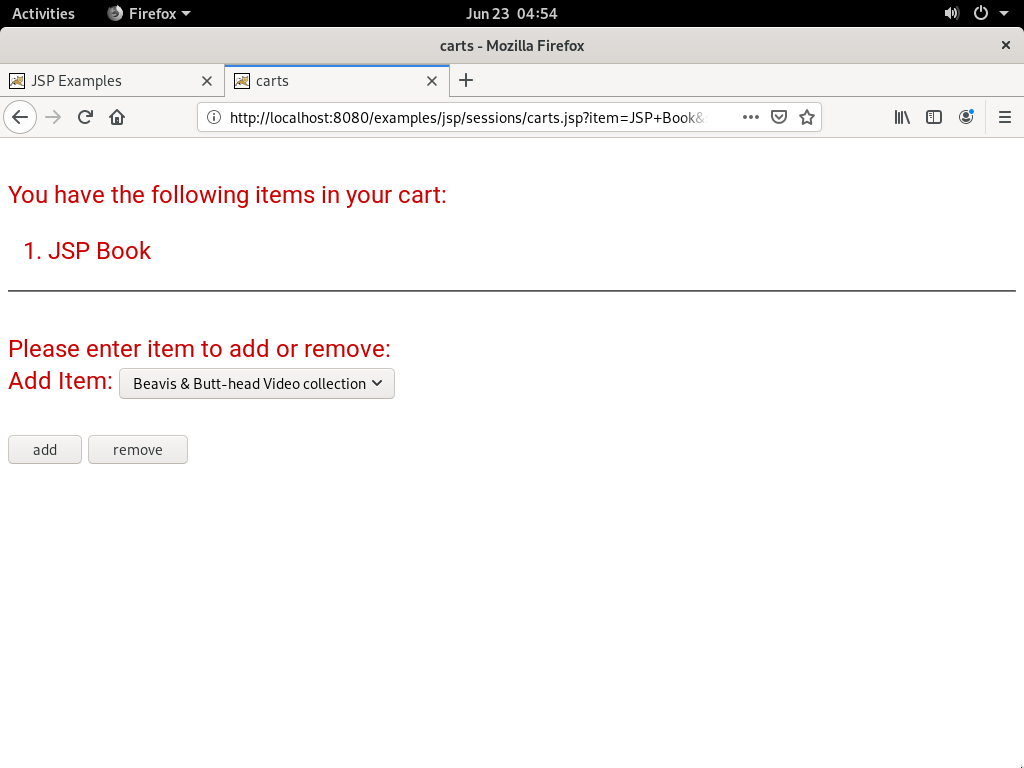 Activities
Firefox
Jun 23 04:54
carts - Mozilla Firefox
JSP Examples
carts
http://localhost:8080/examples/jsp/sessions/carts.jsp?item=JSP+Book&
You have the following items in your cart:
1. JSP Book
Please enter item to add or remove:
Add Item: Beavis & Butt-head Video collection
add remove